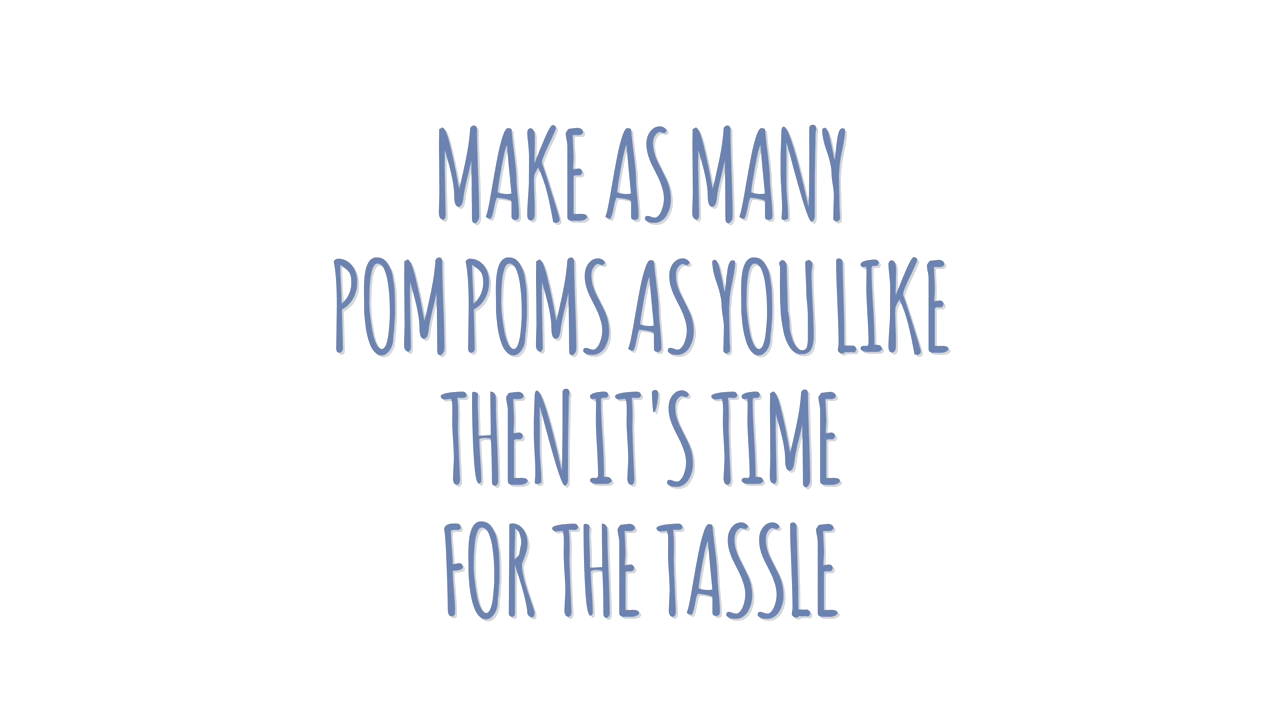 MAKE AS MANY
POM POMS AS YOU LIKE
THEN IT'S TIME
FOR THE TASSLE